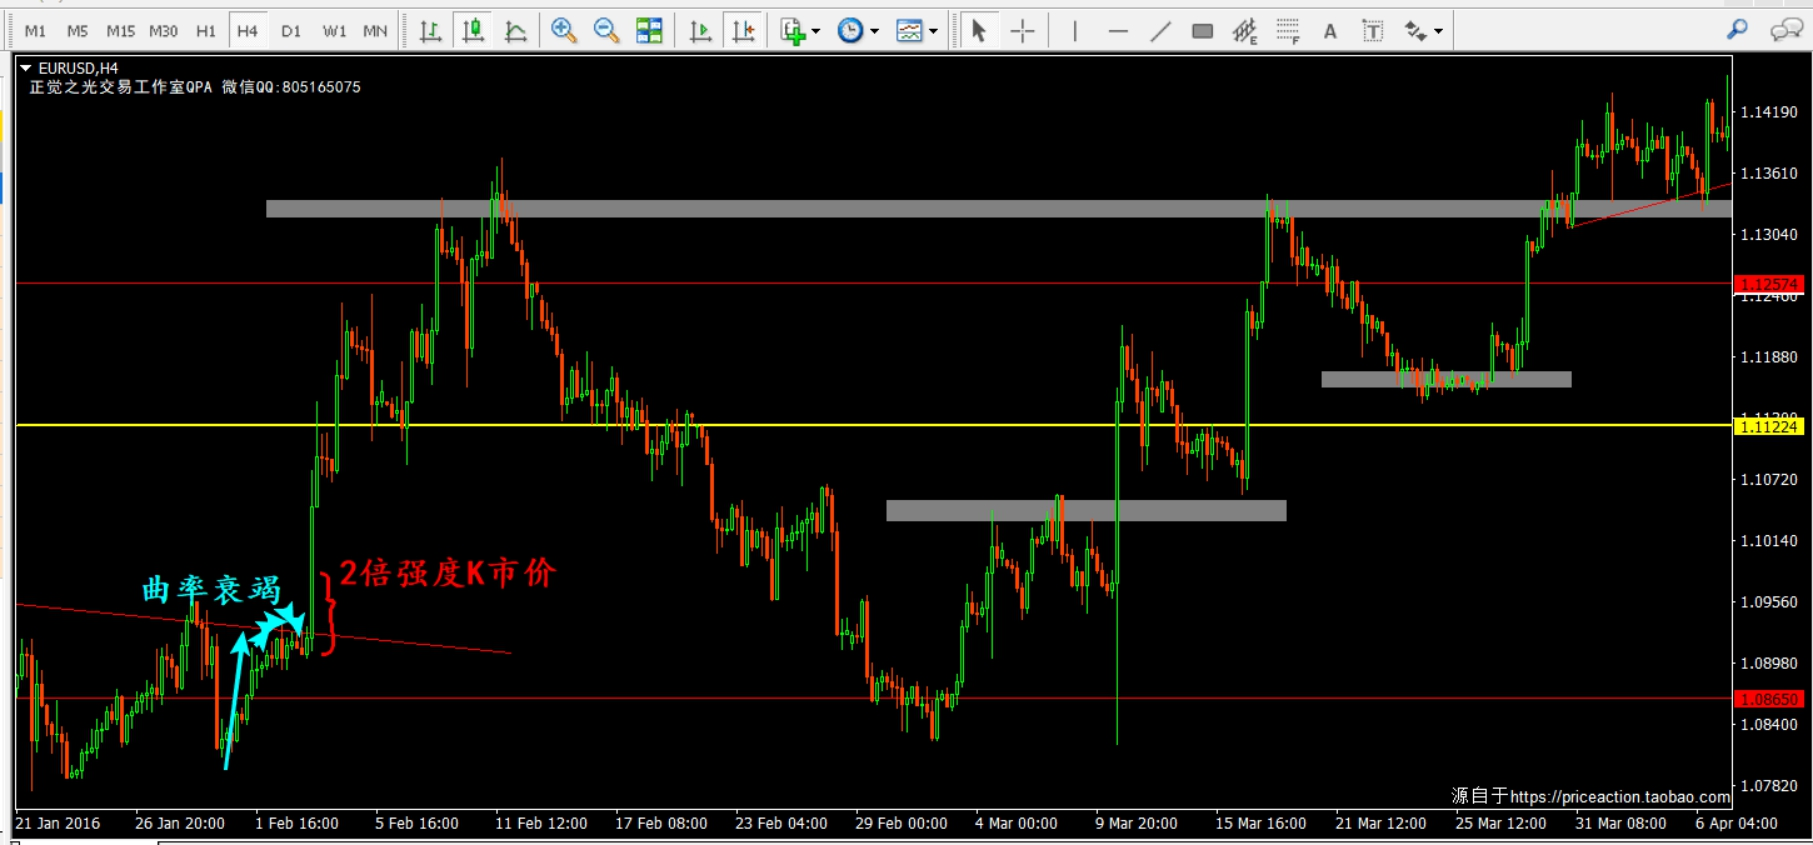 M1 M5 M15 M30 H1 H4 D1 W1 MN E F A T
EURUSD,H4
正觉之光交易工作室QPA 微信QQ:805165075
1.14190
1.13610
1.13040
1.12574
1.11880
1.11224
1.10720
1.10140
2倍强度K市价
曲率衰竭
1.09560
1.08980
1.08650
1.08400
1.07820
源自于https://priceaction.taobao.com
21 Jan 2016 26 Jan 20:00 1 Feb 16:00 5 Feb 16:00 11 Feb 12:00 17 Feb 08:00 23 Feb 04:00 29 Feb 00:00 4 Mar 00:00 9 Mar 20:00 15 Mar 16:00 21 Mar 12:00 25 Mar 12:00 31 Mar 08:00 6 Apr 04:00